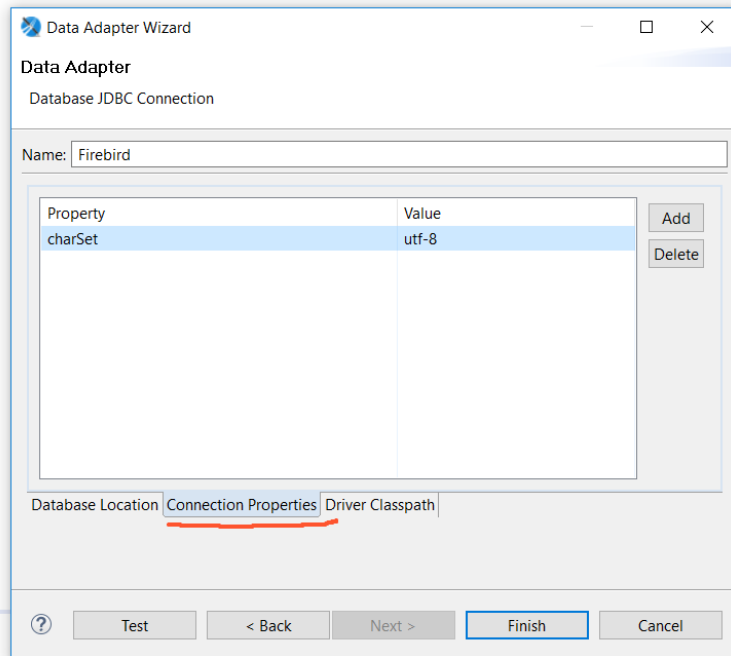 Data Adapter Wizard
Data Adapter
Database JDBC Connection
Name: Firebird
Property Value
charSet utf-8
Add
Delete
Database Location Connection Properties Driver Classpath
? Test < Back Next > Finish Cancel